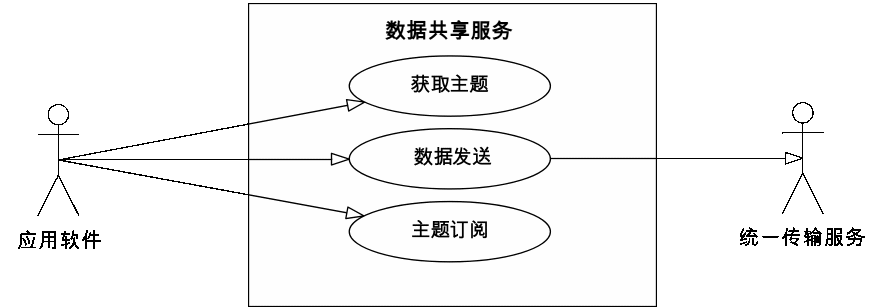 数据共享服务
获取主题
数据发送
主题订阅
应用软件
统一传输服务